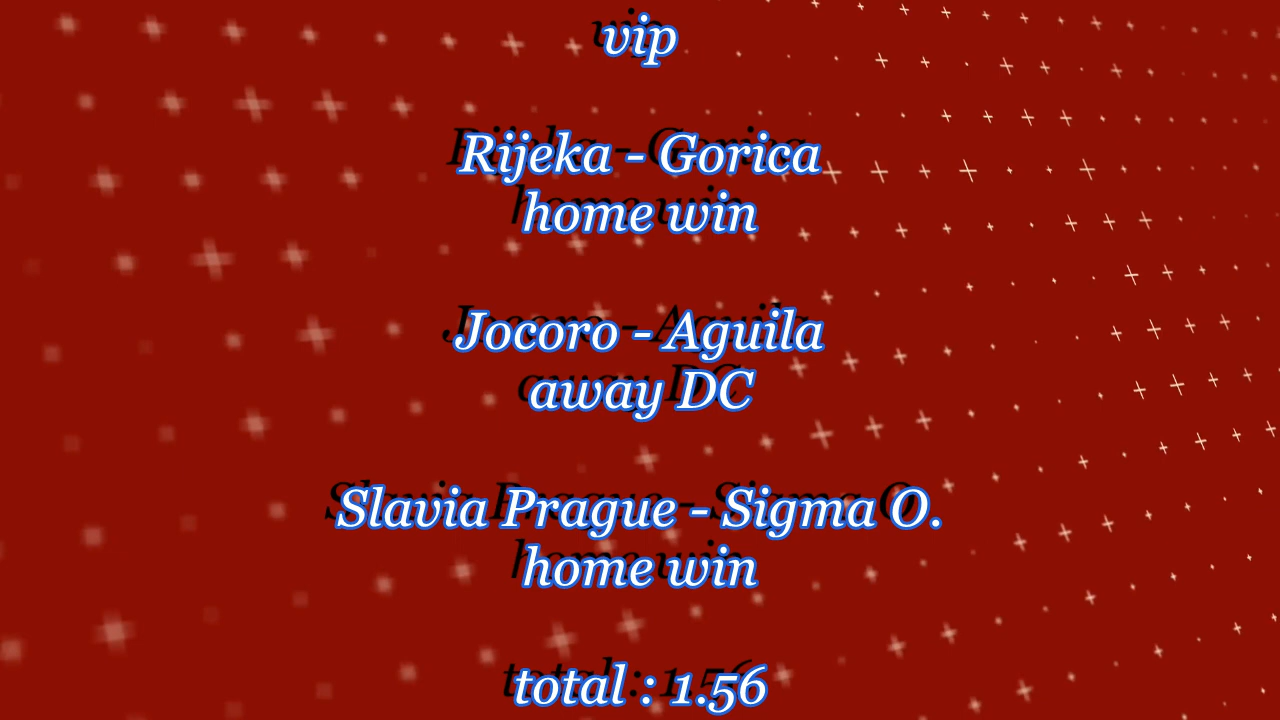 vip
Rijeka - Gorica
home win
Jocoro - Aguila
away DC
Slavia Prague - Sigma O.
home win
total : 1.56